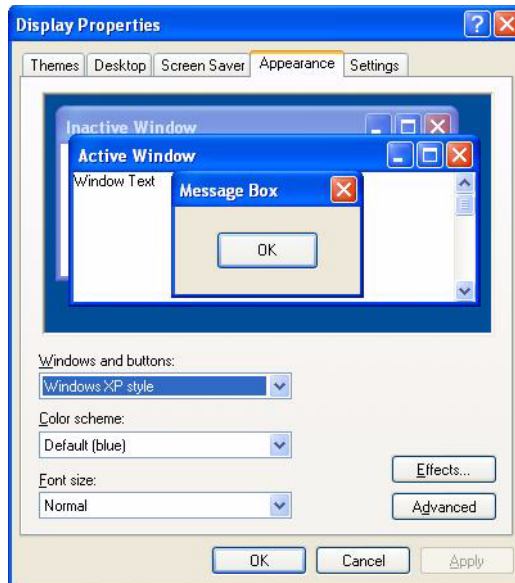 Display Properties
Themes Desktop Screen Saver Appearance Settings
Inactive Window
Active Window
Window Text
Message Box
OK
Windows and buttons:
Windows XP style
Color scheme:
Default (blue)
Effects...
Font size:
Normal
Advanced
OK Cancel Apply